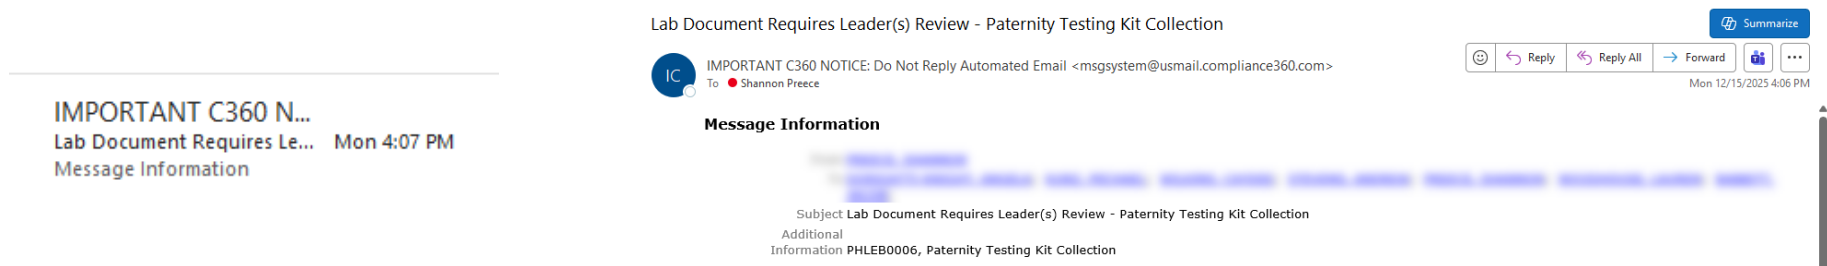 IMPORTANT C360 N...
Lab Document Requires Le... Mon 4:07 PM
Message Information
Lab Document Requires Leader(s) Review - Paternity Testing Kit Collection
Summarize
IC
IMPORTANT C360 NOTICE: Do Not Reply Automated Email <msgsystem@usmail.compliance360.com>
To Shannon Preece
Reply Reply All Forward
Mon 12/15/2025 4:06 PM
Message Information
Subject Lab Document Requires Leader(s) Review - Paternity Testing Kit Collection
Additional
Information PHLEB0006, Paternity Testing Kit Collection